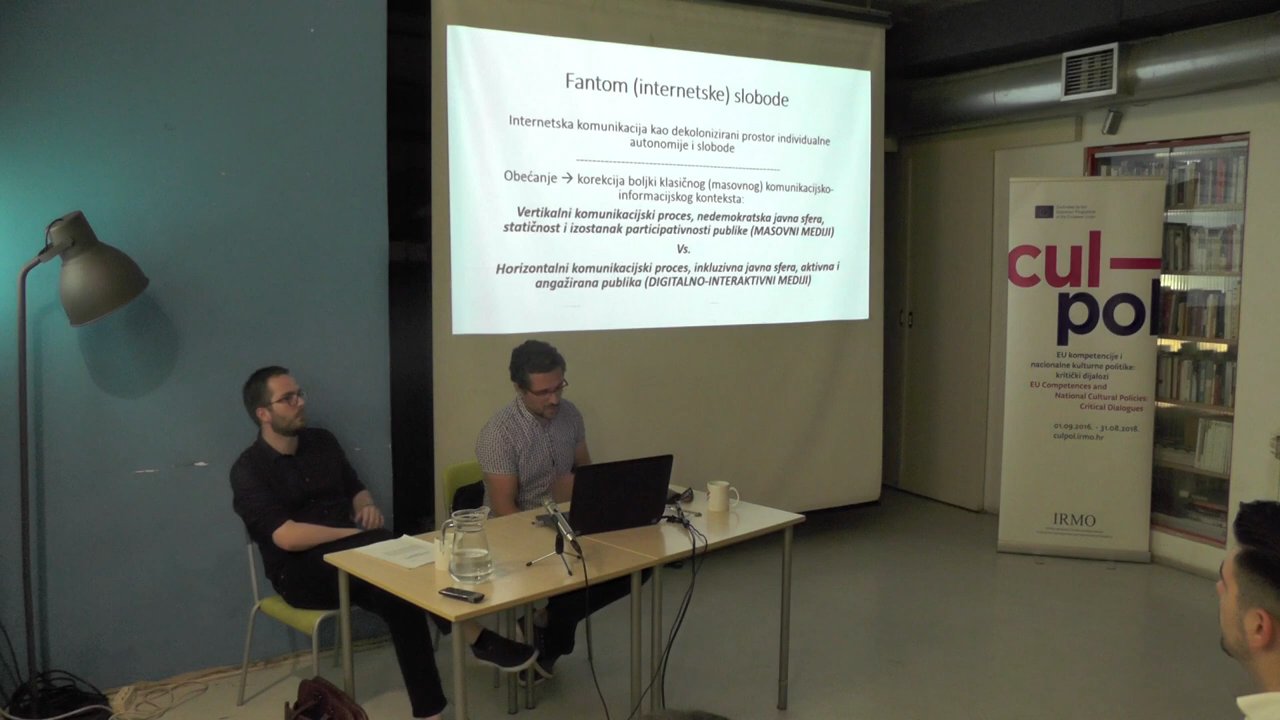 Fantom (internetske) slobode
Internetska komunikacija kao dekolonizirani prostor individualne
autonomije i slobode
Obećanje → korekcija boljki klasičnog (masovnog) komunikacijsko-
informacijskog konteksta:
Vertikalni komunikacijski proces, nedemokratska javna sfera,
statičnost i izostanak participativnosti publike (MASOVNI MEDIJI)
Vs.
Horizontalni komunikacijski proces, inkluzivna javna sfera, aktivna i
angažirana publika (DIGITALNO-INTERAKTIVNI MEDIJI)
cul—
pol
EU kompetencije i
nacionalne kulturne politike:
kritički dijalozi
EU Competences and
National Cultural Policies:
Critical Dialogues
01.09.2016. - 31.08.2018.
culpol.irmo.hr
IRMO